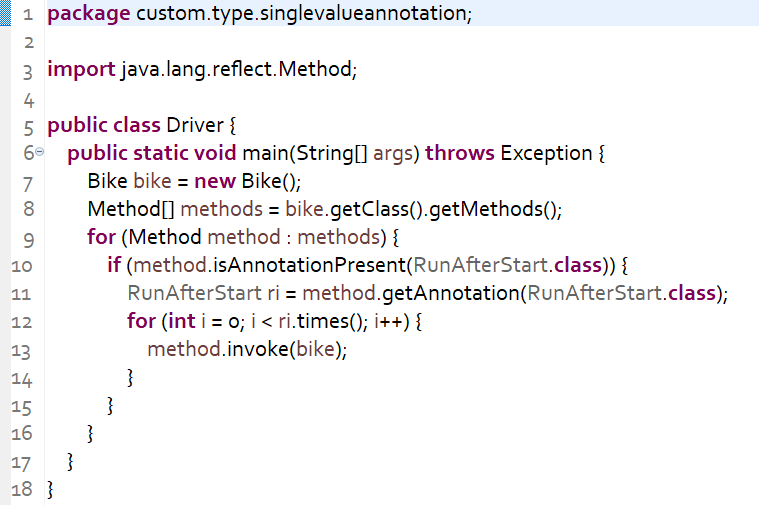 1 package custom.type.singlevalueannotation;
2
3 import java.lang.reflect.Method;
4
5 public class Driver {
6 public static void main(String[] args) throws Exception {
7 Bike bike = new Bike();
8 Method[] methods = bike.getClass().getMethods();
9 for (Method method : methods) {
10 if (method.isAnnotationPresent(RunAfterStart.class)) {
11 RunAfterStart ri = method.getAnnotation(RunAfterStart.class);
12 for (int i = 0; i < ri.times(); i++) {
13 method.invoke(bike);
14 }
15 }
16 }
17 }
18 }